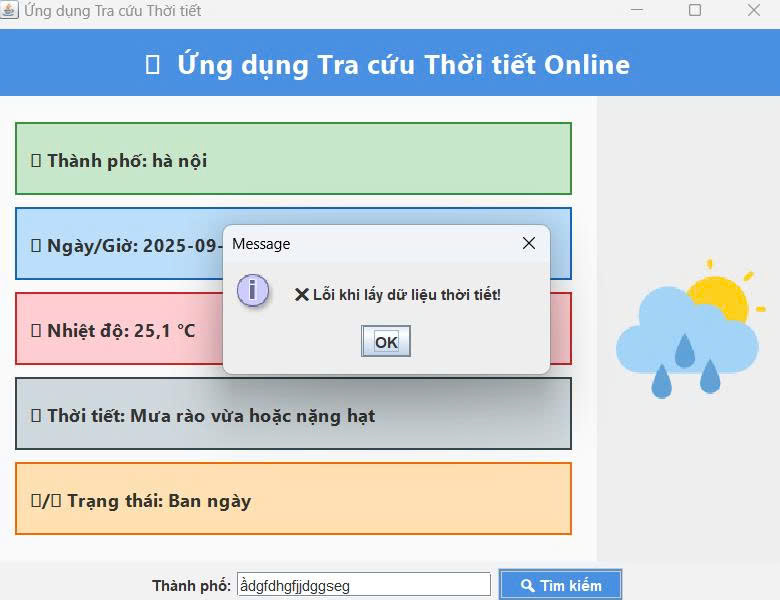 Ứng dụng Tra cứu Thời tiết
Ứng dụng Tra cứu Thời tiết Online
Thành phố: hà nội
Ngày/Giờ: 2025-09-
Nhiệt độ: 25,1 °C
Thời tiết: Mưa rào vừa hoặc nặng hạt
/ Trạng thái: Ban ngày
Message
❌ Lỗi khi lấy dữ liệu thời tiết!
OK
Thành phố: ầdgfdhgfjjdggseg
🔍 Tìm kiếm